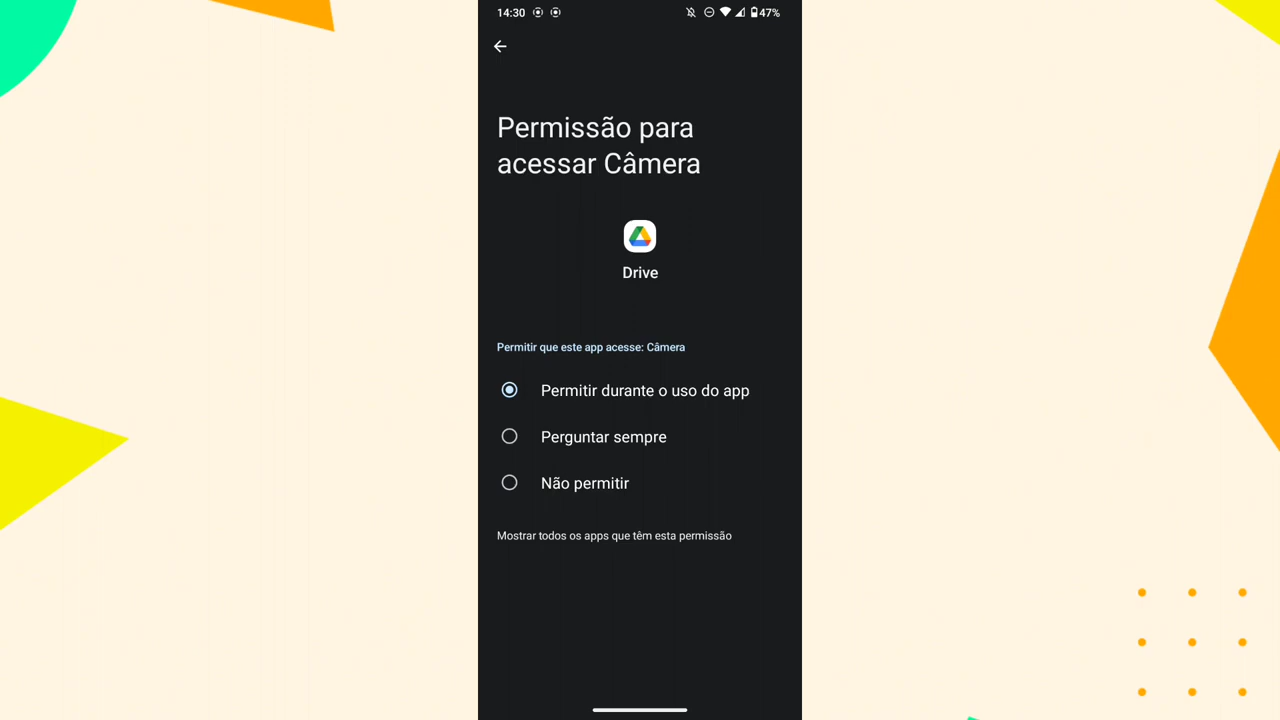 14:30
47%
Permissão para
acessar Câmera
Drive
Permitir que este app acesse: Câmera
Permitir durante o uso do app
Perguntar sempre
Não permitir
Mostrar todos os apps que têm esta permissão